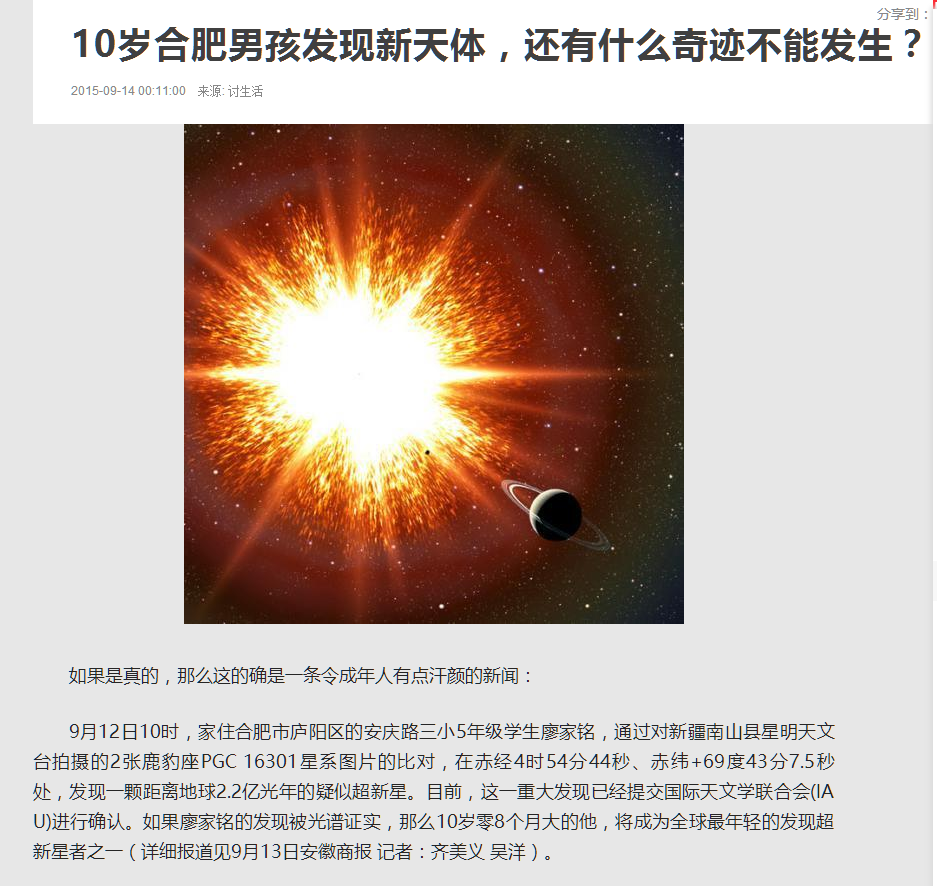 分享到：
10岁合肥男孩发现新天体，还有什么奇迹不能发生？
2015-09-14 00:11:00 来源: 讨生活
如果是真的，那么这的确是一条令成年人有点汗颜的新闻：
9月12日10时，家住合肥市庐阳区的安庆路三小5年级学生廖家铭，通过对新疆南山县星明天文
台拍摄的2张鹿豹座PGC 16301星系图片的比对，在赤经4时54分44秒、赤纬+69度43分7.5秒
处，发现一颗距离地球2.2亿光年的疑似超新星。目前，这一重大发现已经提交国际天文学联合会(IA
U)进行确认。如果廖家铭的发现被光谱证实，那么10岁零8个月大的他，将成为全球最年轻的发现超
新星者之一（详细报道见9月13日安徽商报 记者：齐美义 吴洋）。